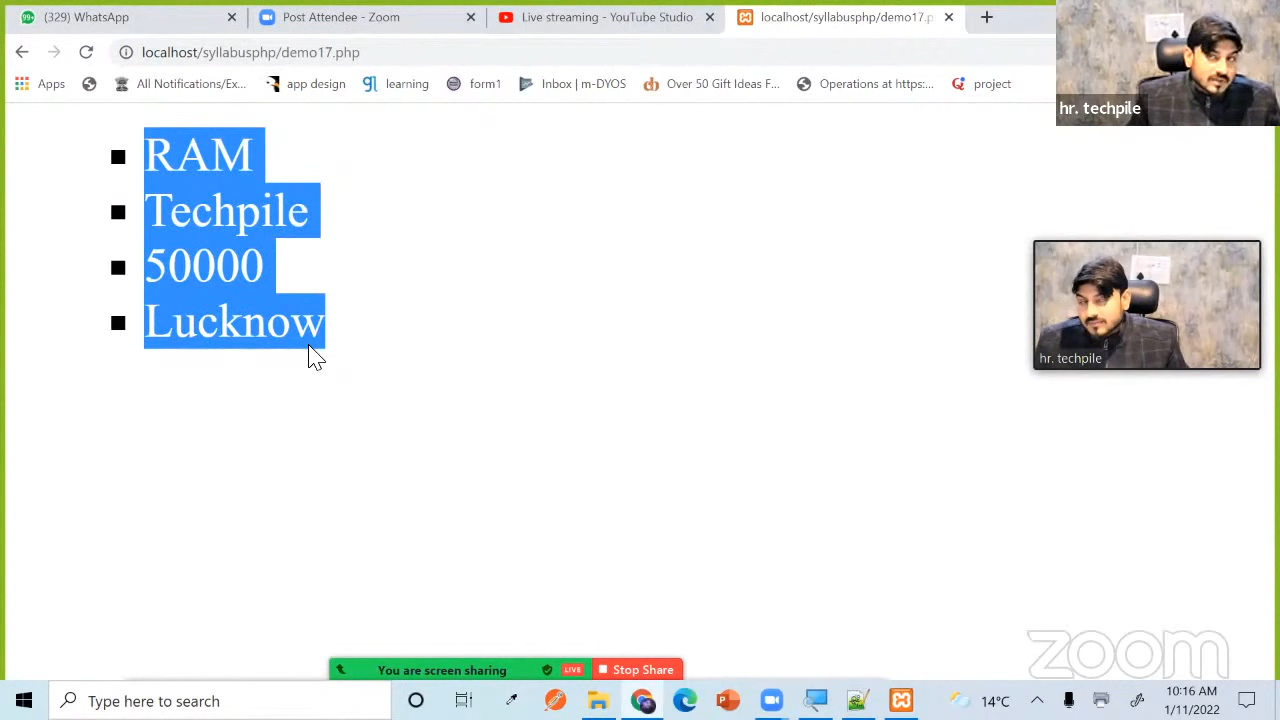 99+
(329) WhatsApp
Post Attendee - Zoom
Live streaming - YouTube Studio
localhost/syllabusphp/demo17.p
localhost/syllabusphp/demo17.php
Apps
All Notifications/Ex...
app design
gl learning
form1
Inbox | m-DYOS
Over 50 Gift Ideas F...
Operations at https:...
project
hr. techpile
RAM
Techpile
50000
Lucknow
hr. techpile
zoom
You are screen sharing
LIVE
Stop Share
Type here to search
14°C
10:16 AM
1/11/2022